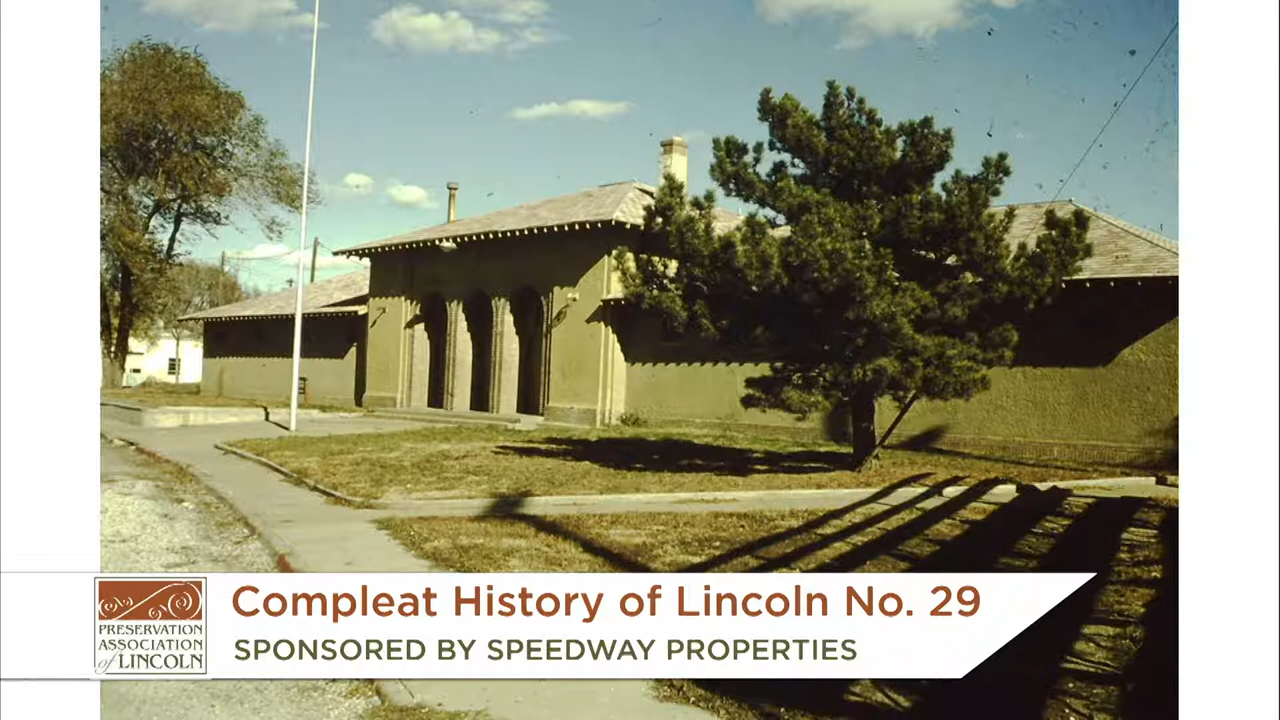 Compleat History of Lincoln No. 29
SPONSORED BY SPEEDWAY PROPERTIES
PRESERVATION
ASSOCIATION
of LINCOLN